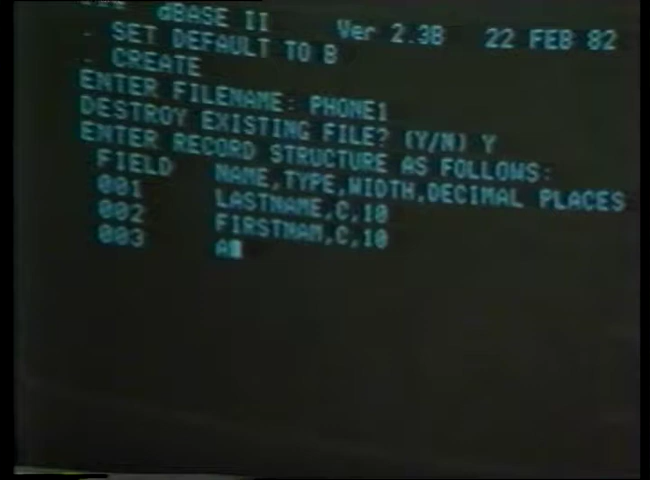 *** dBASE II Ver 2.3B 22 FEB 82
. SET DEFAULT TO B
. CREATE
ENTER FILENAME: PHONE1
DESTROY EXISTING FILE? (Y/N) Y
ENTER RECORD STRUCTURE AS FOLLOWS:
FIELD NAME,TYPE,WIDTH,DECIMAL PLACES
001 LASTNAME,C,10
002 FIRSTNAM,C,10
003 A